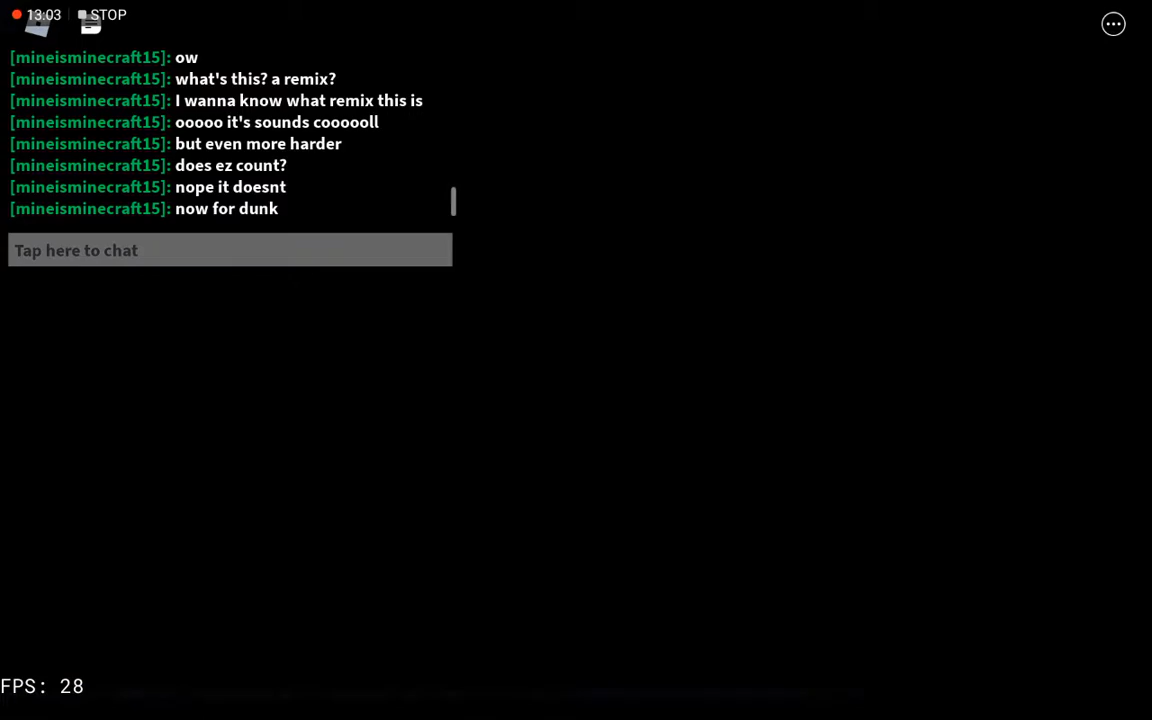 13:03 STOP
[mineisminecraft15]: ow
[mineisminecraft15]: what's this? a remix?
[mineisminecraft15]: I wanna know what remix this is
[mineisminecraft15]: ooooo it's sounds coooooll
[mineisminecraft15]: but even more harder
[mineisminecraft15]: does ez count?
[mineisminecraft15]: nope it doesnt
[mineisminecraft15]: now for dunk
Tap here to chat
FPS: 28